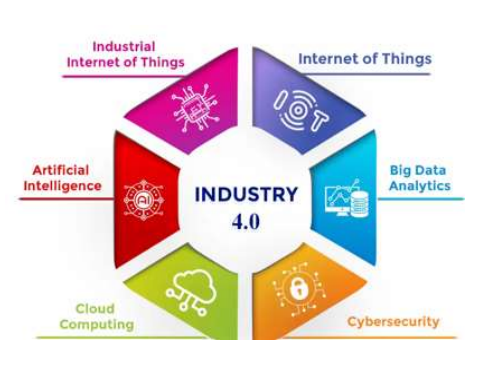 Industrial
Internet of Things
Internet of Things
IOT
Artificial
Intelligence
AI
INDUSTRY
4.0
Big Data
Analytics
Cloud
Computing
Cybersecurity